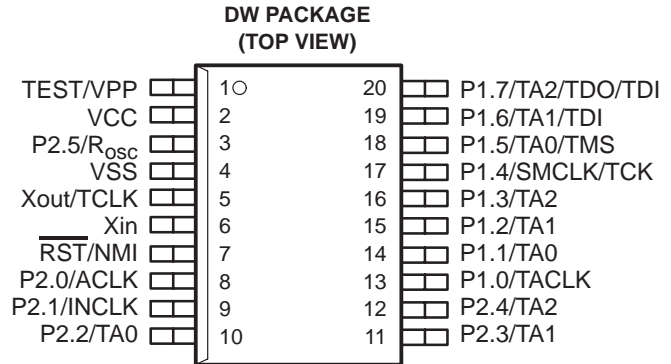 DW PACKAGE
(TOP VIEW)
TEST/VPP 1 20 P1.7/TA2/TDO/TDI
VCC 2 19 P1.6/TA1/TDI
P2.5/Rosc 3 18 P1.5/TA0/TMS
VSS 4 17 P1.4/SMCLK/TCK
Xout/TCLK 5 16 P1.3/TA2
Xin 6 15 P1.2/TA1
RST/NMI 7 14 P1.1/TA0
P2.0/ACLK 8 13 P1.0/TACLK
P2.1/INCLK 9 12 P2.4/TA2
P2.2/TA0 10 11 P2.3/TA1